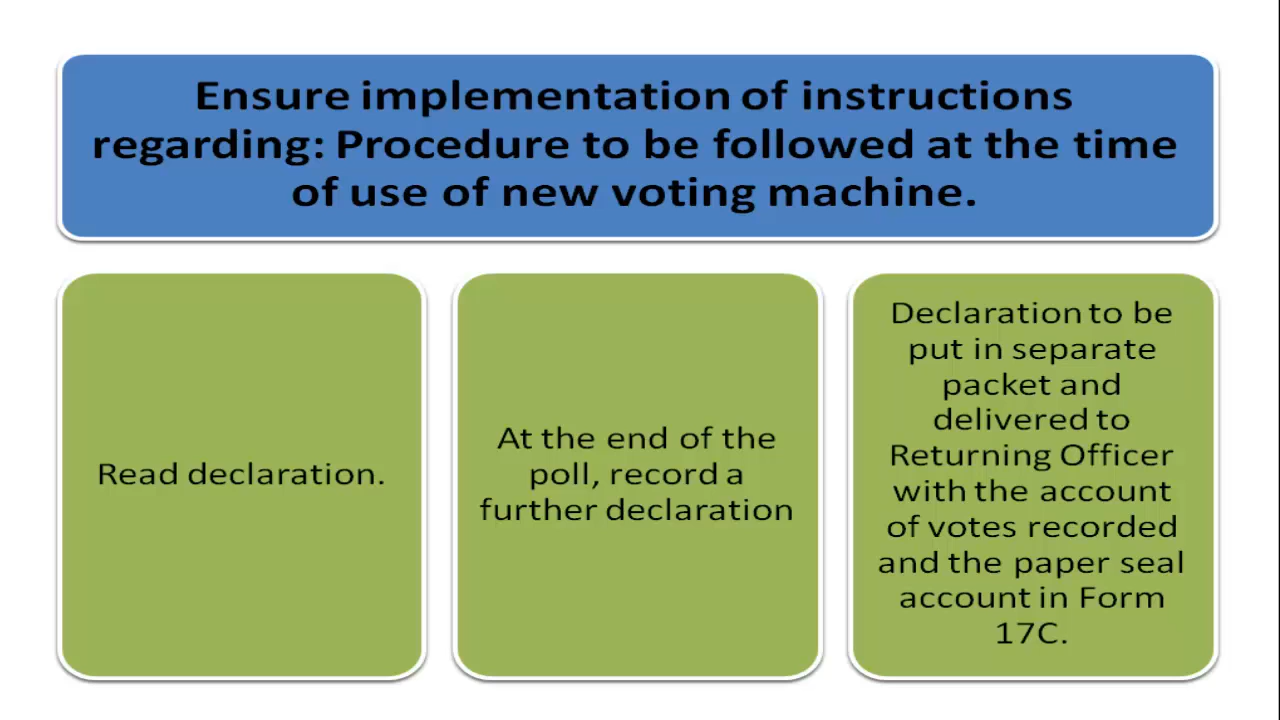 Ensure implementation of instructions
regarding: Procedure to be followed at the time
of use of new voting machine.
Read declaration.
At the end of the
poll, record a
further declaration
Declaration to be
put in separate
packet and
delivered to
Returning Officer
with the account
of votes recorded
and the paper seal
account in Form
17C.